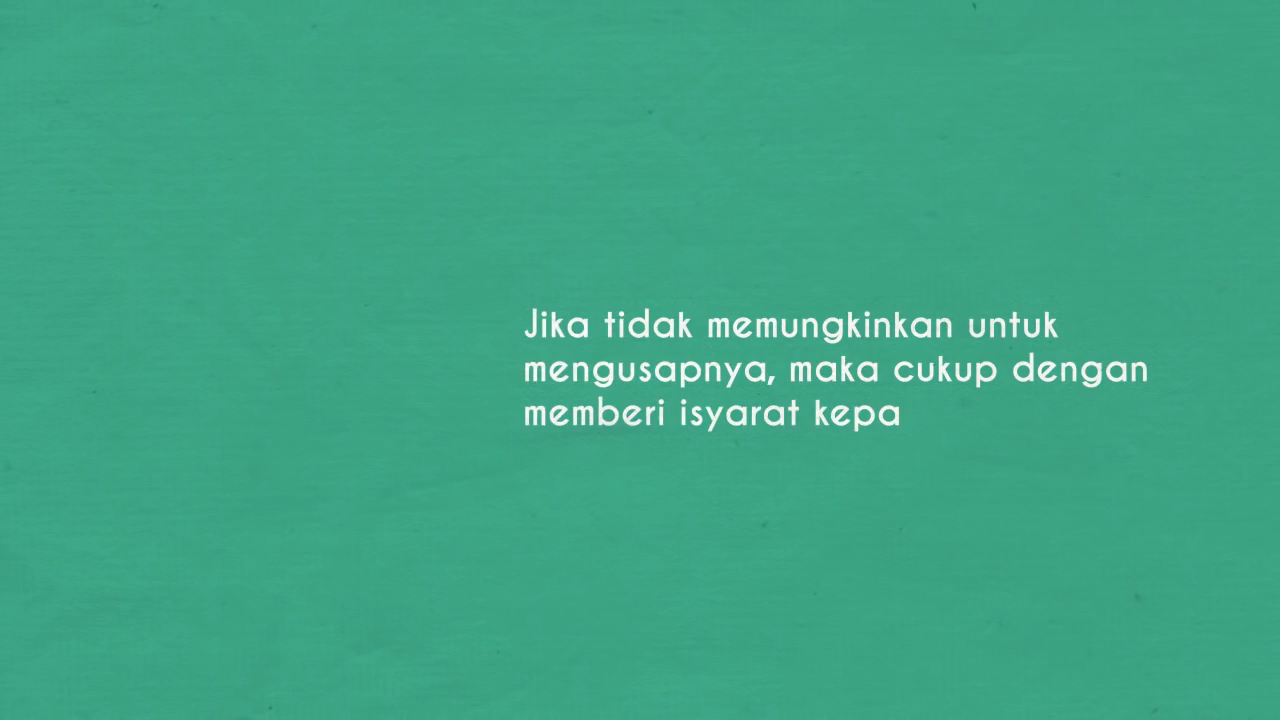 Jika tidak memungkinkan untuk
mengusapnya, maka cukup dengan
memberi isyarat kepa